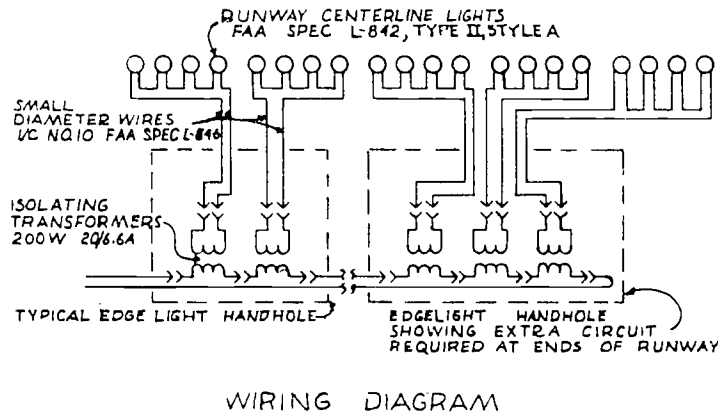 RUNWAY CENTERLINE LIGHTS
FAA SPEC L-842, TYPE II, STYLE A
SMALL
DIAMETER WIRES
1/C NO.10 FAA SPEC L-846
ISOLATING
TRANSFORMERS
200W 20/6.6A
TYPICAL EDGE LIGHT HANDHOLE
EDGELIGHT HANDHOLE
SHOWING EXTRA CIRCUIT
REQUIRED AT ENDS OF RUNWAY
WIRING DIAGRAM